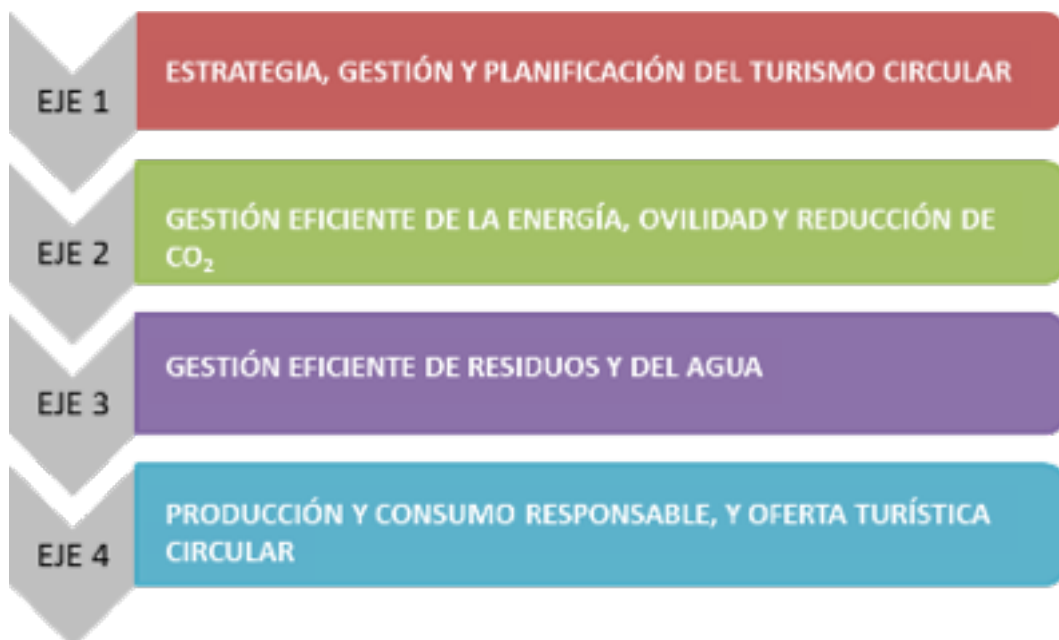 EJE 1
ESTRATEGIA, GESTIÓN Y PLANIFICACIÓN DEL TURISMO CIRCULAR
EJE 2
GESTIÓN EFICIENTE DE LA ENERGÍA, OVILIDAD Y REDUCCIÓN DE
CO₂
EJE 3
GESTIÓN EFICIENTE DE RESIDUOS Y DEL AGUA
EJE 4
PRODUCCIÓN Y CONSUMO RESPONSABLE, Y OFERTA TURÍSTICA
CIRCULAR